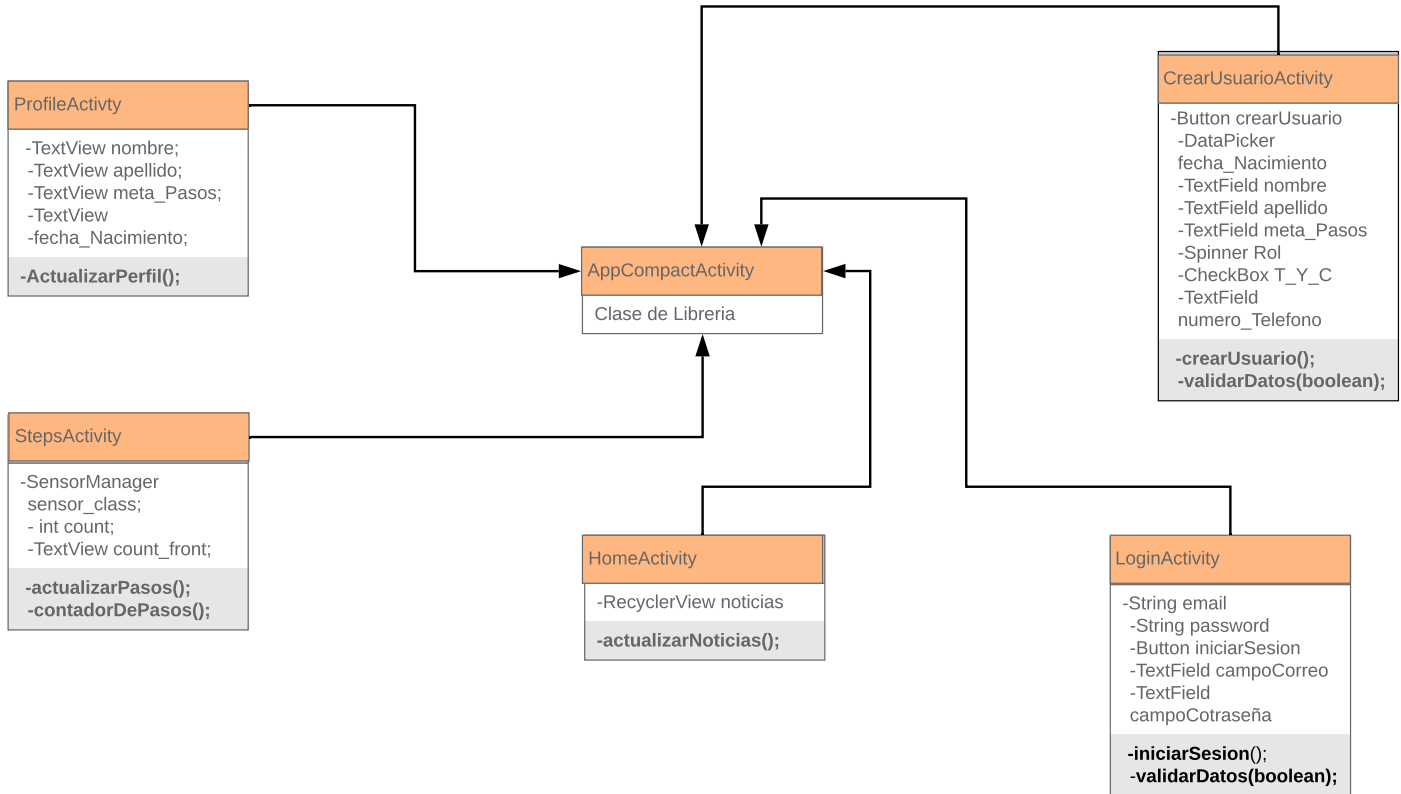 ProfileActivty
-TextView nombre;
-TextView apellido;
-TextView meta_Pasos;
-TextView
-fecha_Nacimiento;
-ActualizarPerfil();
StepsActivity
-SensorManager
sensor_class;
- int count;
-TextView count_front;
-actualizarPasos();
-contadorDePasos();
AppCompactActivity
Clase de Libreria
HomeActivity
-RecyclerView noticias
-actualizarNoticias();
CrearUsuarioActivity
-Button crearUsuario
-DataPicker
fecha_Nacimiento
-TextField nombre
-TextField apellido
-TextField meta_Pasos
-Spinner Rol
-CheckBox T_Y_C
-TextField
numero_Telefono
-crearUsuario();
-validarDatos(boolean);
LoginActivity
-String email
-String password
-Button iniciarSesion
-TextField campoCorreo
-TextField
campoCotraseña
-iniciarSesion();
-validarDatos(boolean);